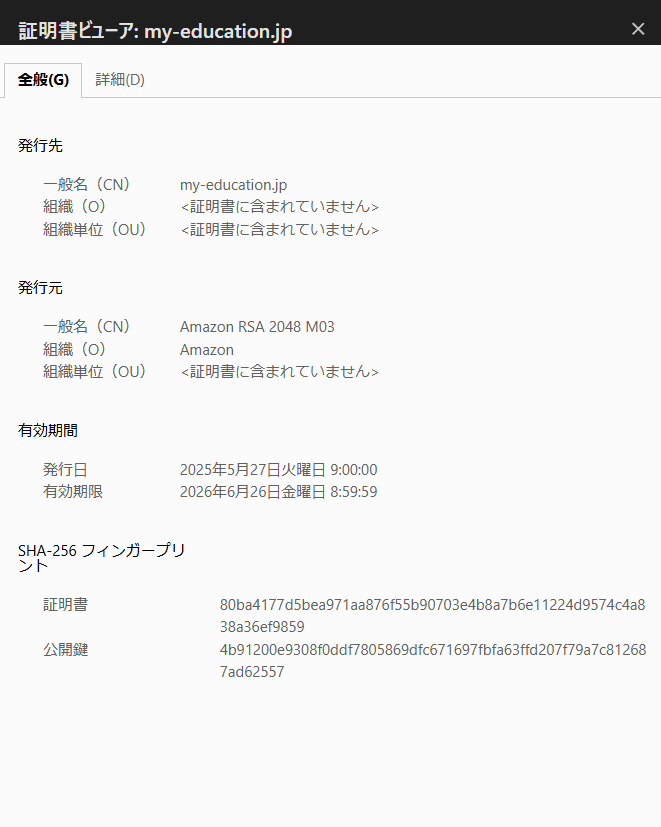 証明書ビューア: my-education.jp
全般(G) 詳細(D)
発行先
一般名（CN） my-education.jp
組織（O） <証明書に含まれていません>
組織単位（OU） <証明書に含まれていません>
発行元
一般名（CN） Amazon RSA 2048 M03
組織（O） Amazon
組織単位（OU） <証明書に含まれていません>
有効期間
発行日 2025年5月27日火曜日 9:00:00
有効期限 2026年6月26日金曜日 8:59:59
SHA-256 フィンガープリ
ント
証明書 80ba4177d5bea971aa876f55b90703e4b8a7b6e11224d9574c4a8
38a36ef9859
公開鍵 4b91200e9308f0ddf7805869dfc671697fbfa63ffd207f79a7c81268
7ad62557